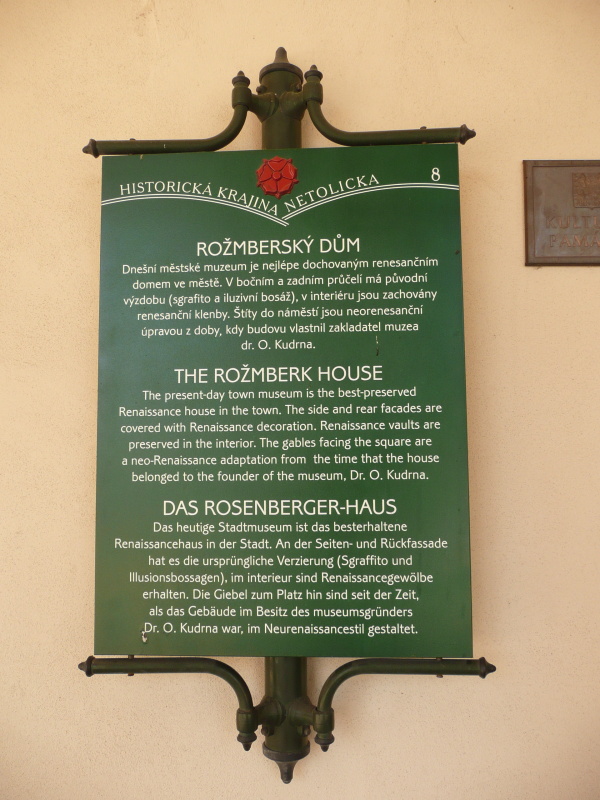 HISTORICKÁ KRAJINA NETOLICKA
8
ROŽMBERSKÝ DŮM
Dnešní městské muzeum je nejlépe dochovaným renesančním
domem ve městě. V bočním a zadním průčelí má původní
výzdobu (sgrafito a iluzivní bosáž), v interiéru jsou zachovány
renesanční klenby. Štíty do náměstí jsou neorenesanční
úpravou z doby, kdy budovu vlastnil zakladatel muzea
dr. O. Kudrna.
THE ROŽMBERK HOUSE
The present-day town museum is the best-preserved
Renaissance house in the town. The side and rear facades are
covered with Renaissance decoration. Renaissance vaults are
preserved in the interior. The gables facing the square are
a neo-Renaissance adaptation from the time that the house
belonged to the founder of the museum, Dr. O. Kudrna.
DAS ROSENBERGER-HAUS
Das heutige Stadtmuseum ist das besterhaltene
Renaissancehaus in der Stadt. An der Seiten- und Rückfassade
hat es die ursprüngliche Verzierung (Sgraffito und
Illusionsbossagen), im interieur sind Renaissancegewölbe
erhalten. Die Giebel zum Platz hin sind seit der Zeit,
als das Gebäude im Besitz des museumsgründers
Dr. O. Kudrna war, im Neurenaissancestil gestaltet.